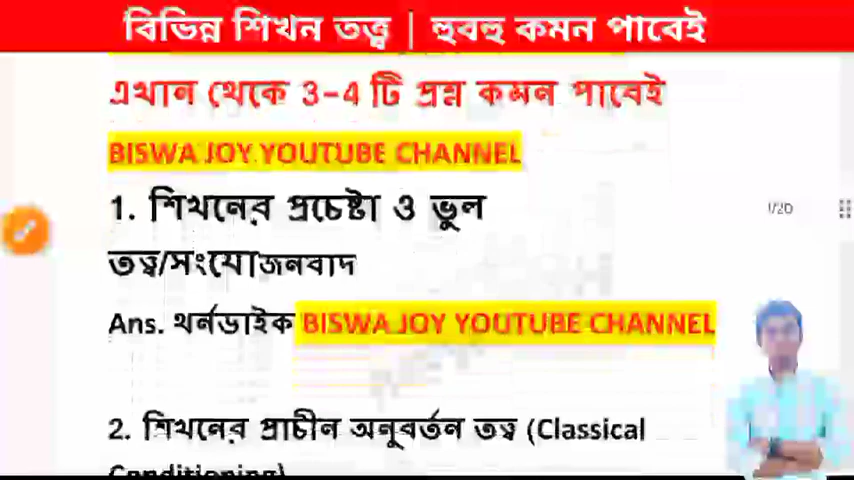 বিভিন্ন শিখন তত্ত্ব | হুবহু কমন পাবেই
এখান থেকে 3-4 টি প্রশ্ন কমন পাবেই
BISWA JOY YOUTUBE CHANNEL
1. শিখনের প্রচেষ্টা ও ভুল
1/20
তত্ত্ব/সংযোজনবাদ
Ans. থর্নডাইক BISWA JOY YOUTUBE CHANNEL
2. শিখনের প্রাচীন অনুবর্তন তত্ত্ব (Classical
Conditioning)